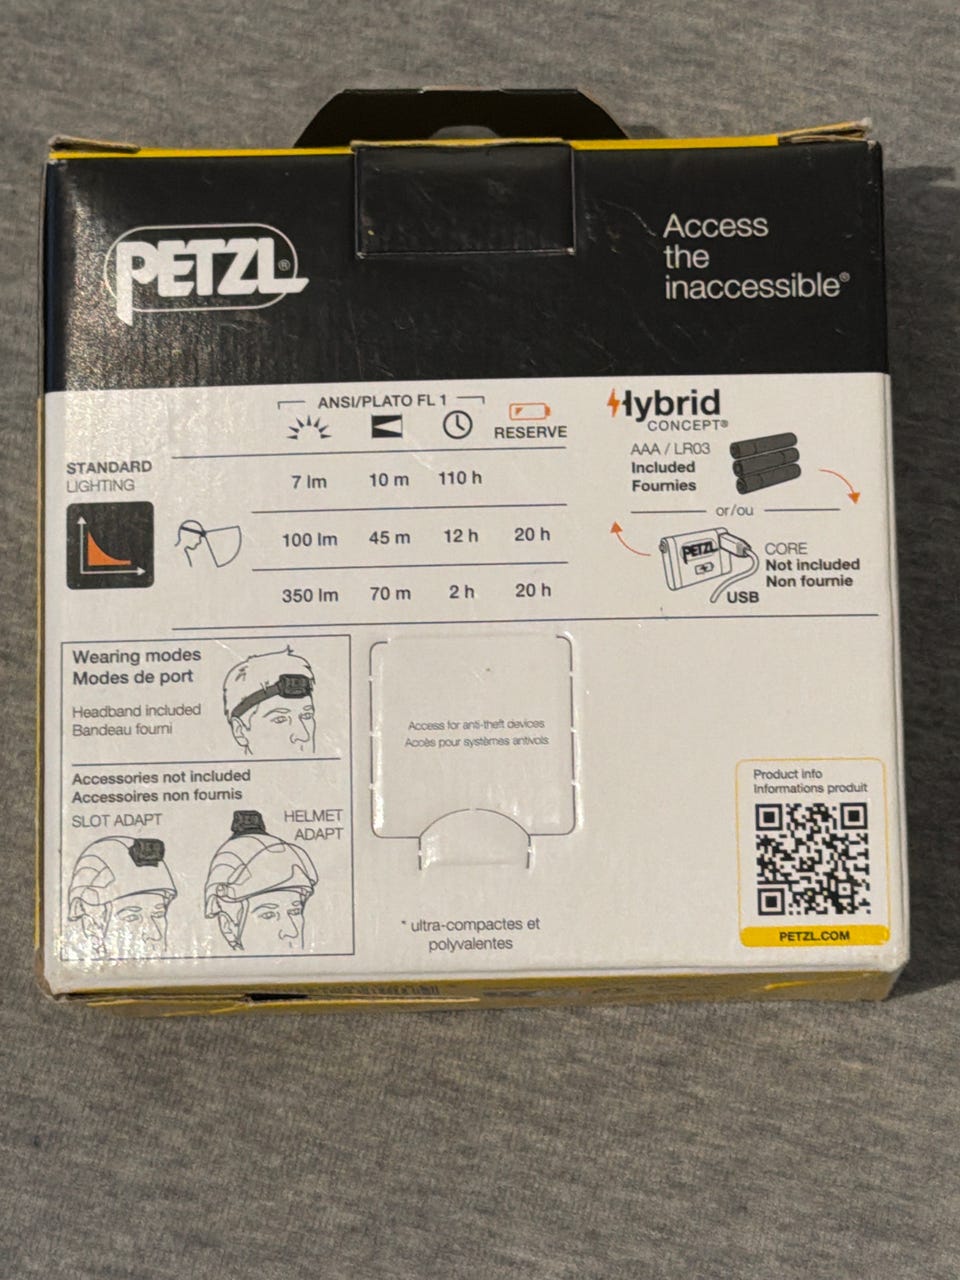 PETZL®
Access
the
inaccessible®
ANSI/PLATO FL 1
RESERVE
STANDARD
LIGHTING
7 lm 10 m 110 h
100 lm 45 m 12 h 20 h
350 lm 70 m 2 h 20 h
Hybrid
CONCEPT®
AAA / LR03
Included
Fournies
or/ou
PETZL
CORE
Not included
Non fournie
USB
Wearing modes
Modes de port
Headband included
Bandeau fourni
Accessories not included
Accessoires non fournis
SLOT ADAPT
HELMET
ADAPT
Access for anti-theft devices
Accès pour systèmes antivols
* ultra-compactes et
polyvalentes
Product info
Informations produit
PETZL.COM